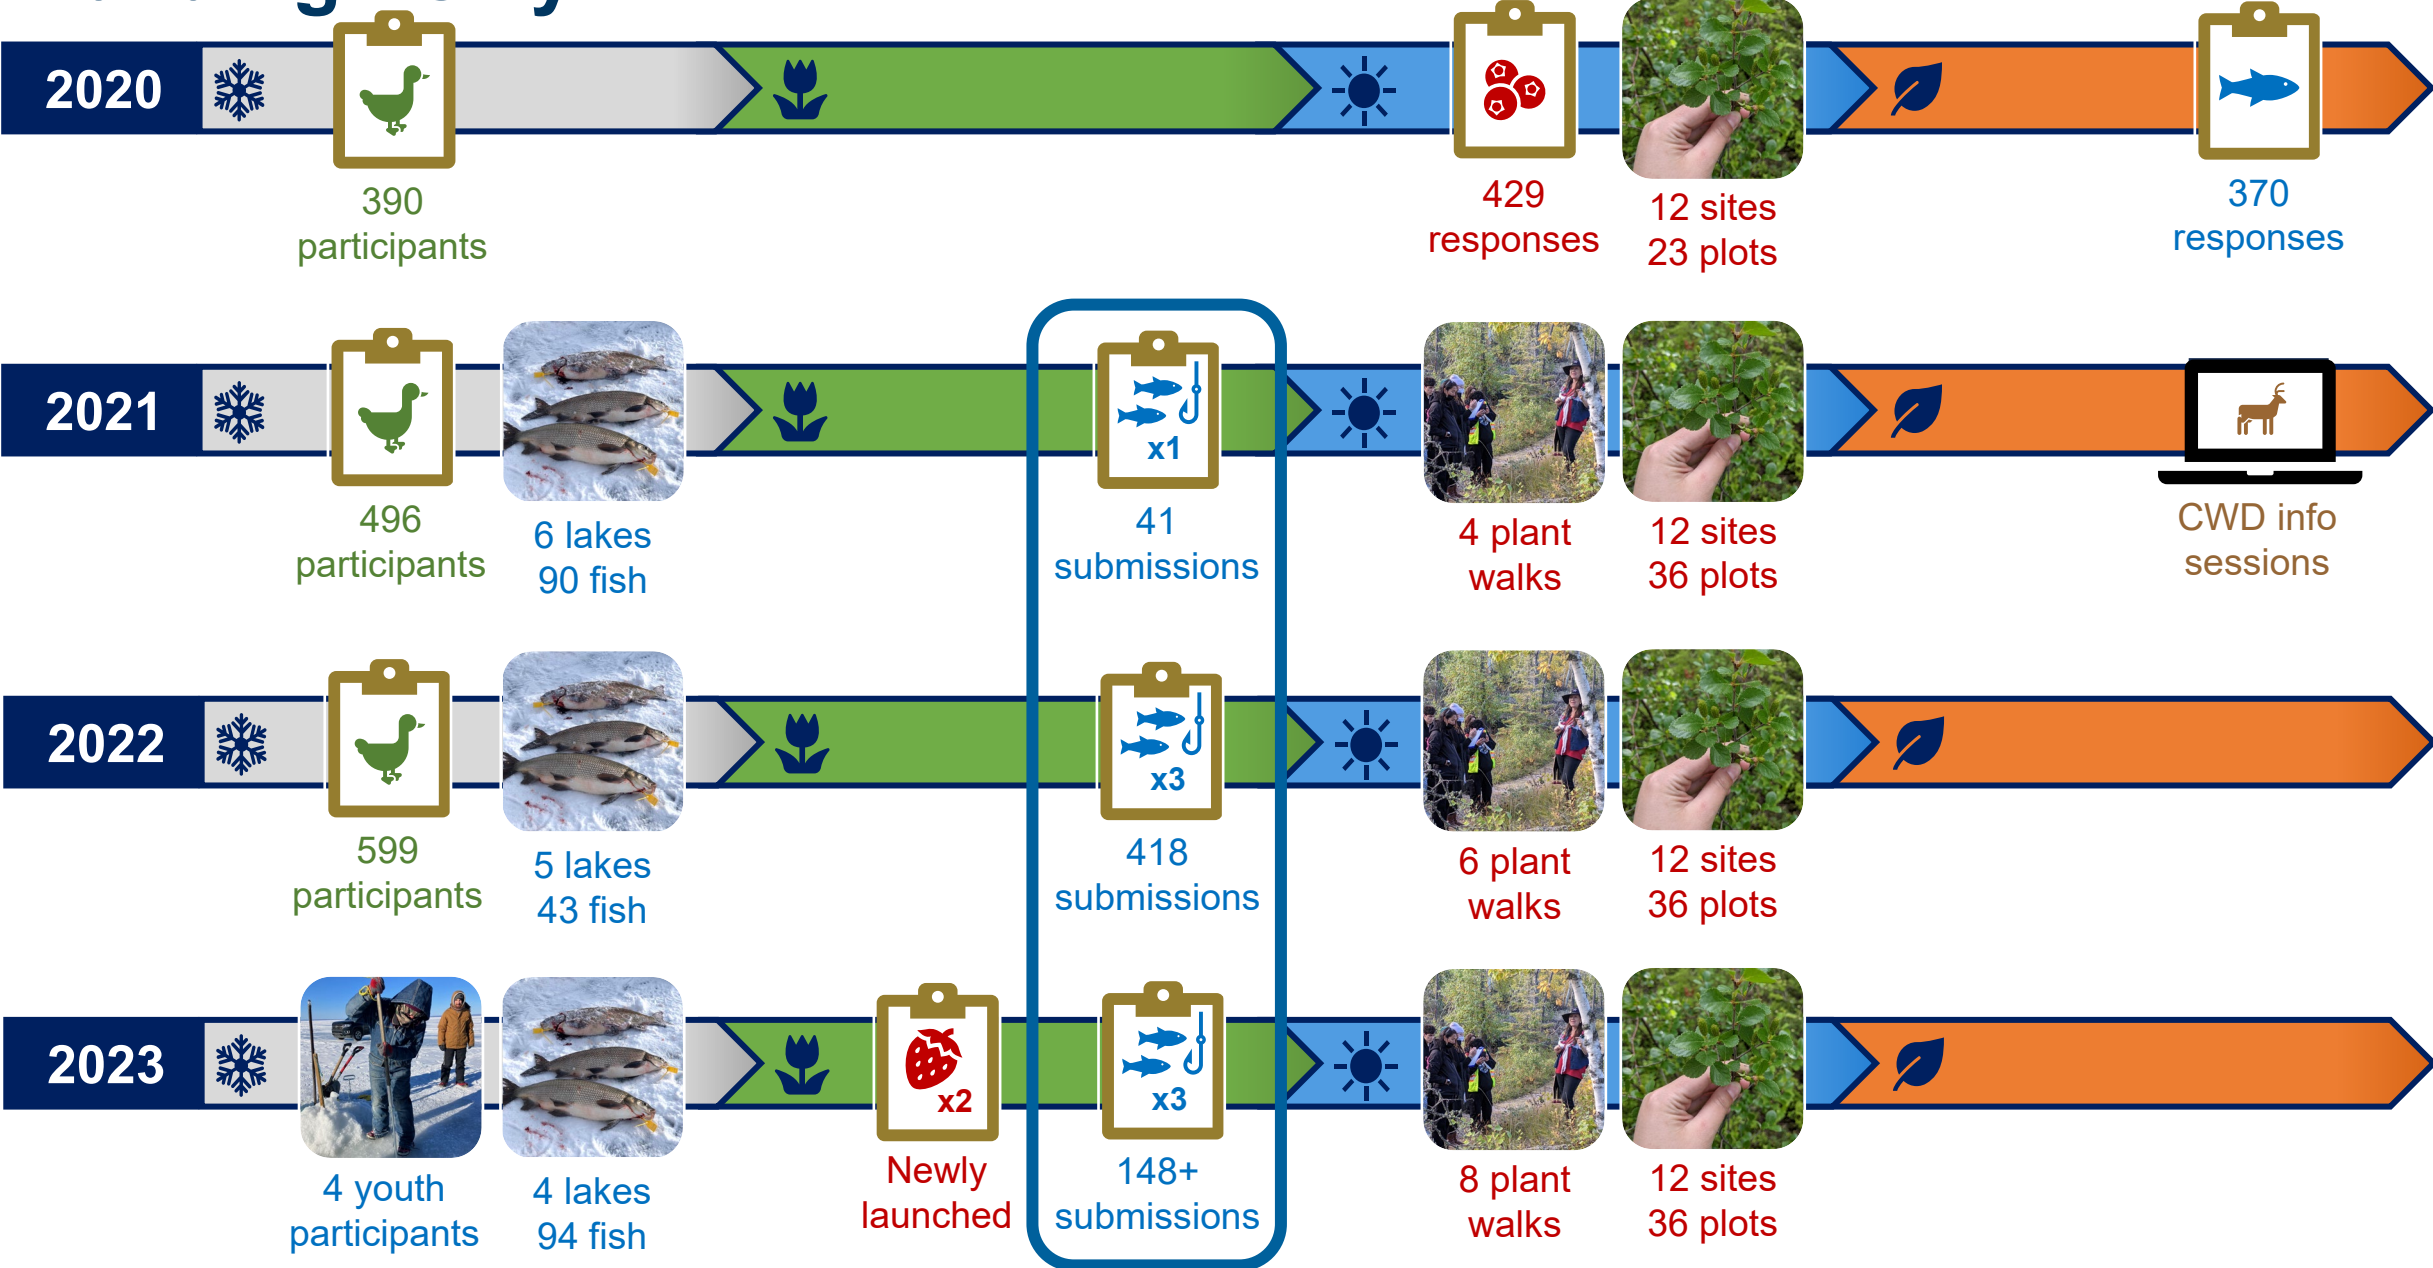 2020
390
participants
429
responses
12 sites
23 plots
370
responses
2021
x1
496
participants
6 lakes
90 fish
41
submissions
4 plant
walks
12 sites
36 plots
CWD info
sessions
2022
x3
599
participants
5 lakes
43 fish
418
submissions
6 plant
walks
12 sites
36 plots
2023
x2
x3
4 youth
participants
4 lakes
94 fish
Newly
launched
148+
submissions
8 plant
walks
12 sites
36 plots